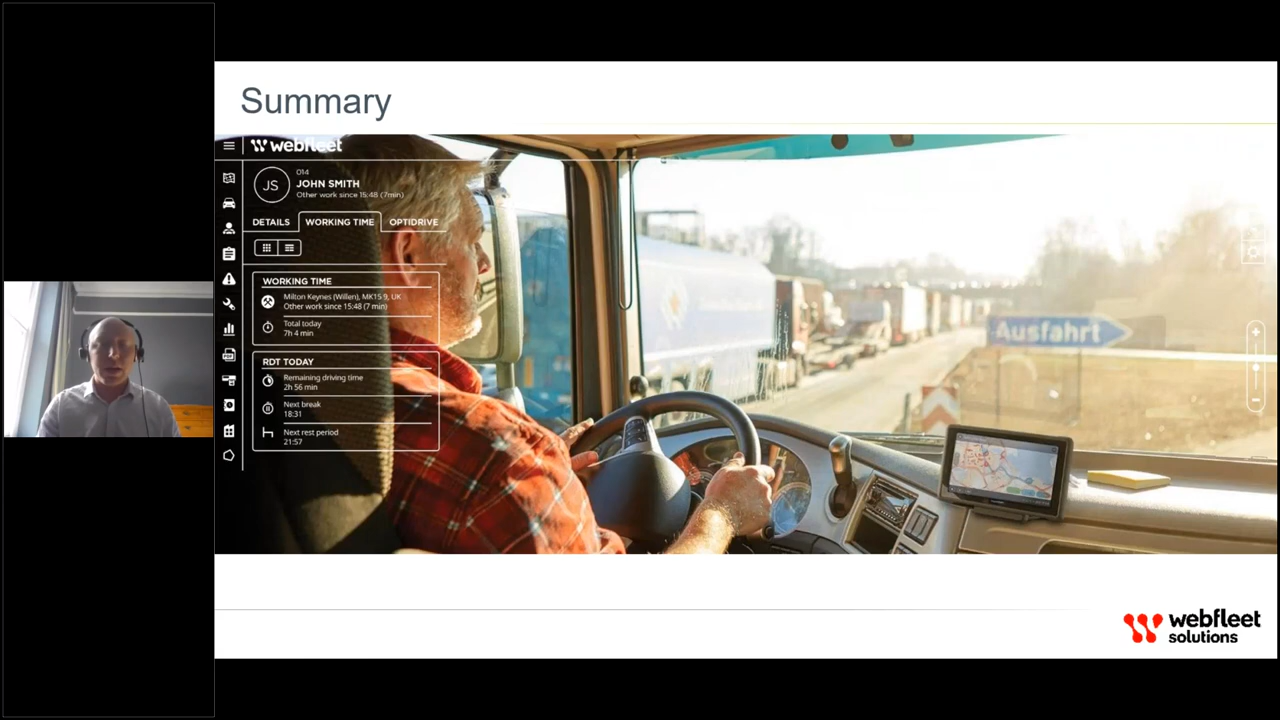 Summary
webfleet
014
JS
JOHN SMITH
Other work since 15:48 (7min)
DETAILS
WORKING TIME
OPTIDRIVE
WORKING TIME
Milton Keynes (Willen), MK15 9, UK
Other work since 15:48 (7 min)
Total today
7h 4 min
RDT TODAY
Remaining driving time
2h 56 min
Next break
18:31
Next rest period
21:57
Ausfahrt
webfleet
solutions